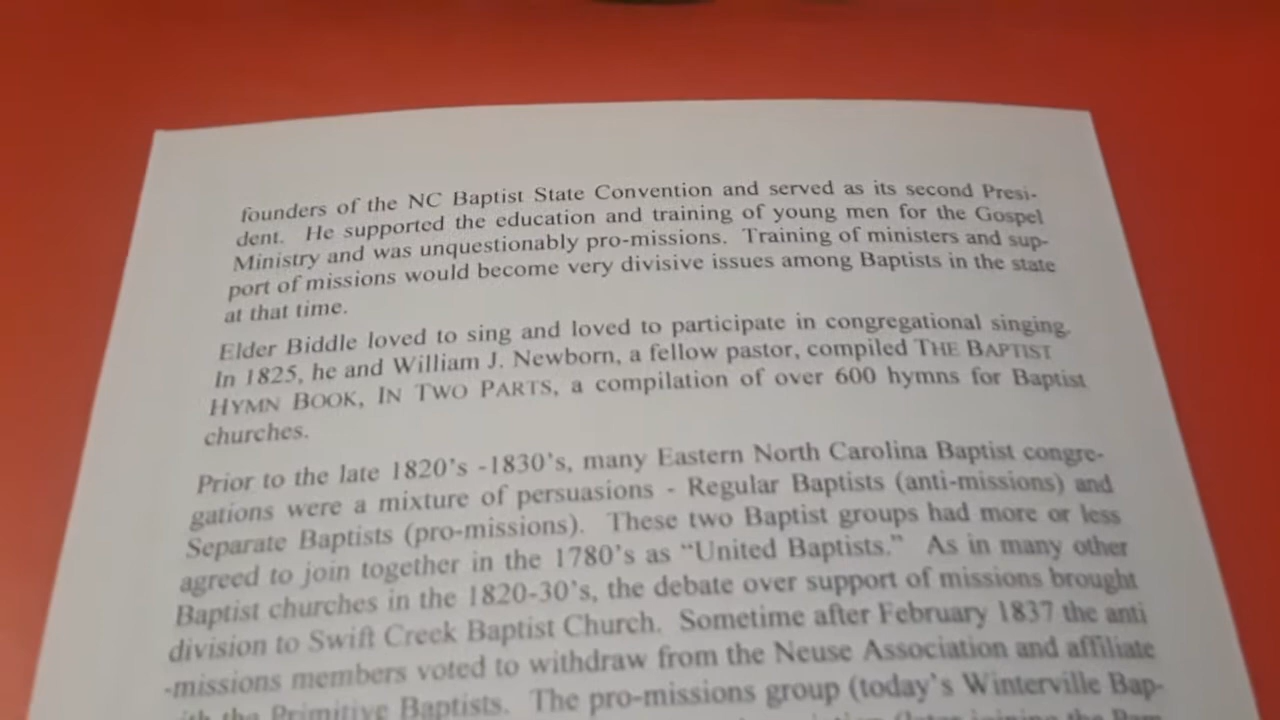 founders of the NC Baptist State Convention and served as its second Presi-
dent. He supported the education and training of young men for the Gospel
Ministry and was unquestionably pro-missions. Training of ministers and sup-
port of missions would become very divisive issues among Baptists in the state
at that time.
Elder Biddle loved to sing and loved to participate in congregational singing.
In 1825, he and William J. Newborn, a fellow pastor, compiled THE BAPTIST
HYMN BOOK, IN TWO PARTS, a compilation of over 600 hymns for Baptist
churches.
Prior to the late 1820's -1830's, many Eastern North Carolina Baptist congre-
gations were a mixture of persuasions - Regular Baptists (anti-missions) and
Separate Baptists (pro-missions). These two Baptist groups had more or less
agreed to join together in the 1780's as “United Baptists.” As in many other
Baptist churches in the 1820-30's, the debate over support of missions brought
division to Swift Creek Baptist Church. Sometime after February 1837 the anti
-missions members voted to withdraw from the Neuse Association and affiliate
with the Primitive Baptists. The pro-missions group (today's Winterville Bap-